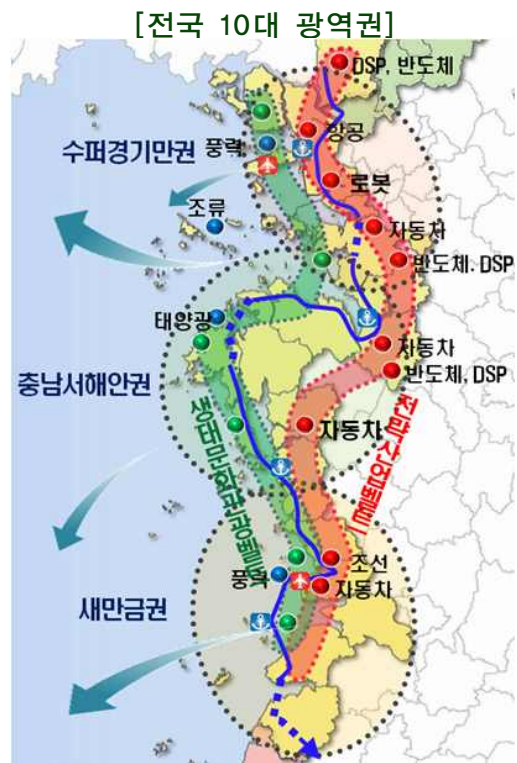 [전국 10대 광역권]
DSP, 반도체
항공
수퍼경기만권
풍력
로봇
조류
자동차
반도체, DSP
태양광
자동차
반도체, DSP
충남서해안권
자동차
생태문화관광벨트
전략산업벨트
조선
풍력
자동차
새만금권